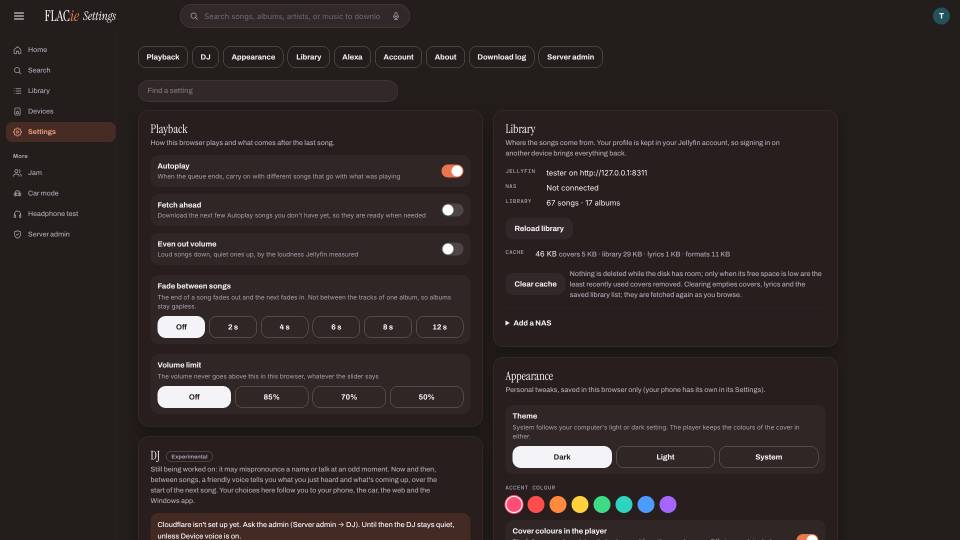 FLACie Settings
Search songs, albums, artists, or music to downlo
T
Home
Search
Library
Devices
Settings
More
Jam
Car mode
Headphone test
Server admin
Playback
DJ
Appearance
Library
Alexa
Account
About
Download log
Server admin
Find a setting
Playback
How this browser plays and what comes after the last song.
Autoplay
When the queue ends, carry on with different songs that go with what was playing
Fetch ahead
Download the next few Autoplay songs you don't have yet, so they are ready when needed
Even out volume
Loud songs down, quiet ones up, by the loudness Jellyfin measured
Fade between songs
The end of a song fades out and the next fades in. Not between the tracks of one album, so albums
stay gapless.
Off
2 s
4 s
6 s
8 s
12 s
Volume limit
The volume never goes above this in this browser, whatever the slider says
Off
85%
70%
50%
DJ
Experimental
Still being worked on: it may mispronounce a name or talk at an odd moment. Now and then,
between songs, a friendly voice tells you what you just heard and what's coming up, over the
start of the next song. Your choices here follow you to your phone, the car, the web and the
Windows app.
Cloudflare isn't set up yet. Ask the admin (Server admin → DJ). Until then the DJ stays quiet,
unless Device voice is on.
Library
Where the songs come from. Your profile is kept in your Jellyfin account, so signing in on
another device brings everything back.
JELLYFIN tester on http://127.0.0.1:8311
NAS Not connected
LIBRARY 67 songs · 17 albums
Reload library
CACHE 46 KB covers 5 KB · library 29 KB · lyrics 1 KB · formats 11 KB
Clear cache
Nothing is deleted while the disk has room; only when its free space is low are the
least recently used covers removed. Clearing empties covers, lyrics and the
saved library list; they are fetched again as you browse.
Add a NAS
Appearance
Personal tweaks, saved in this browser only (your phone has its own in its Settings).
Theme
System follows your computer's light or dark setting. The player keeps the colours of the cover in
either.
Dark
Light
System
ACCENT COLOUR
Cover colours in the player